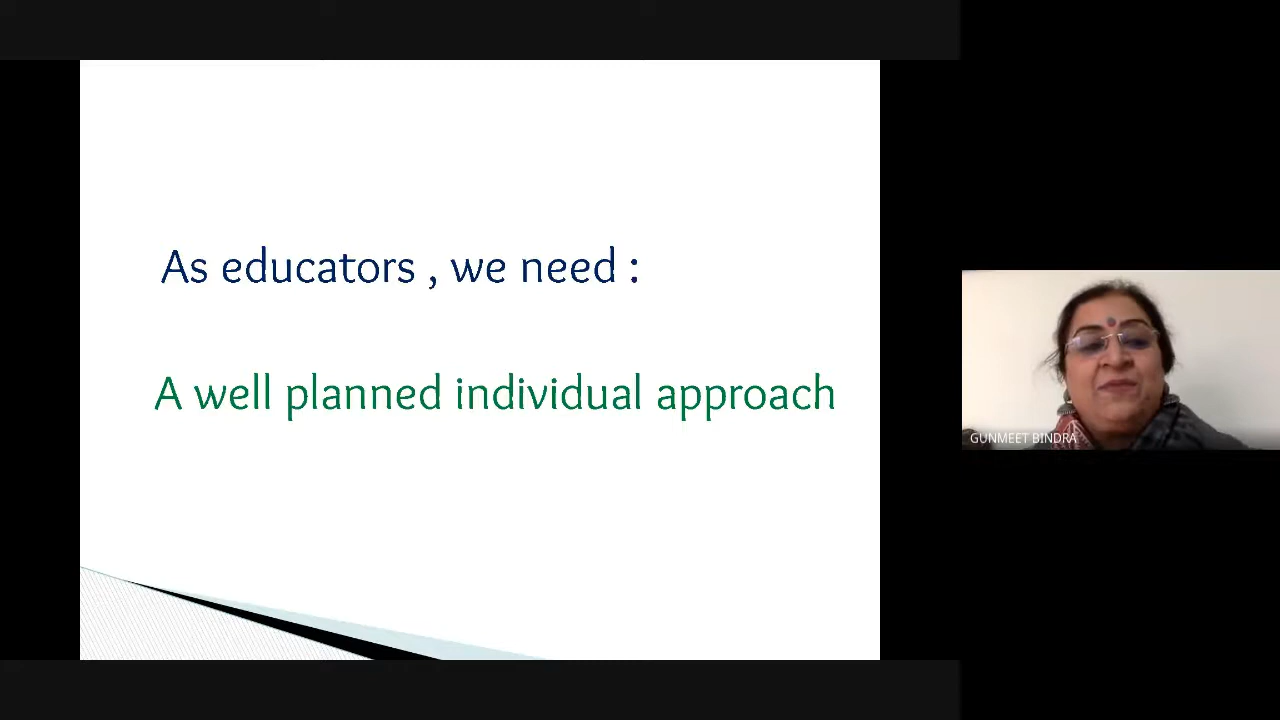 As educators , we need :
A well planned individual approach
GUNMEET BINDRA